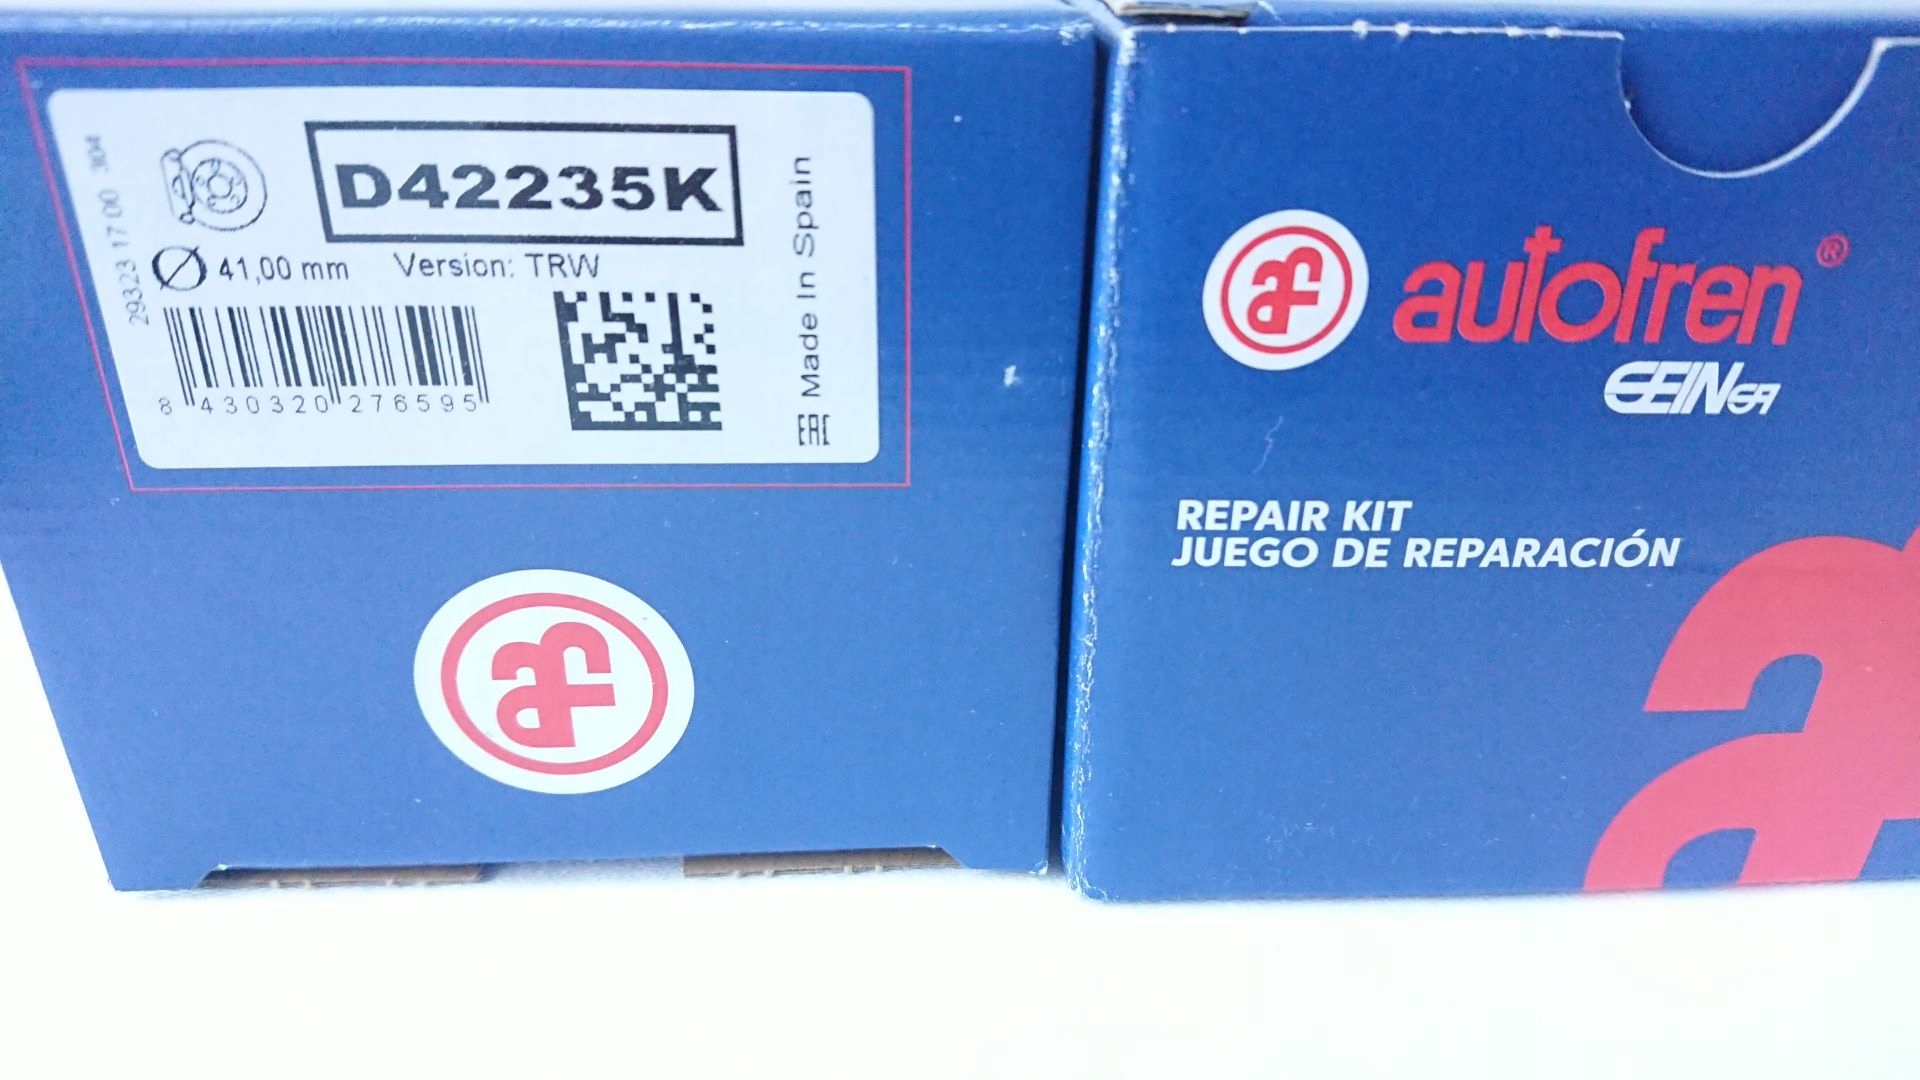 29323 17 00 304
D42235K
41,00 mm Version: TRW
8 430320 276595
Made In Spain
EAC
af
af
autofren®
SEINSA
REPAIR KIT
JUEGO DE REPARACIÓN